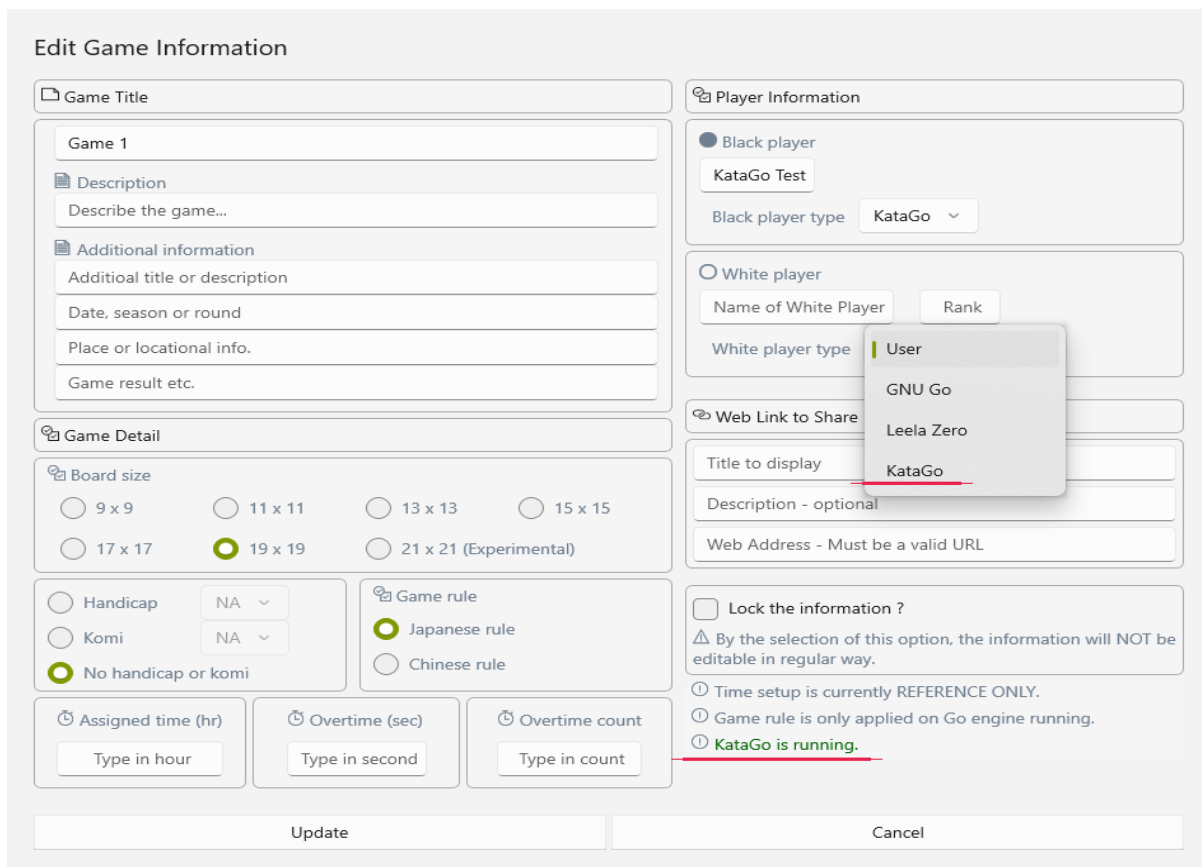 Edit Game Information
Game Title
Game 1
Description
Describe the game...
Additional information
Additioal title or description
Date, season or round
Place or locational info.
Game result etc.
Game Detail
Board size
9 x 9
11 x 11
13 x 13
15 x 15
17 x 17
19 x 19
21 x 21 (Experimental)
Handicap
NA
Komi
NA
No handicap or komi
Game rule
Japanese rule
Chinese rule
Assigned time (hr)
Type in hour
Overtime (sec)
Type in second
Overtime count
Type in count
Player Information
Black player
KataGo Test
Black player type
KataGo
White player
Name of White Player
Rank
White player type
User
GNU Go
Leela Zero
KataGo
Web Link to Share
Title to display
Description - optional
Web Address - Must be a valid URL
Lock the information ?
By the selection of this option, the information will NOT be
editable in regular way.
Time setup is currently REFERENCE ONLY.
Game rule is only applied on Go engine running.
KataGo is running.
Update
Cancel